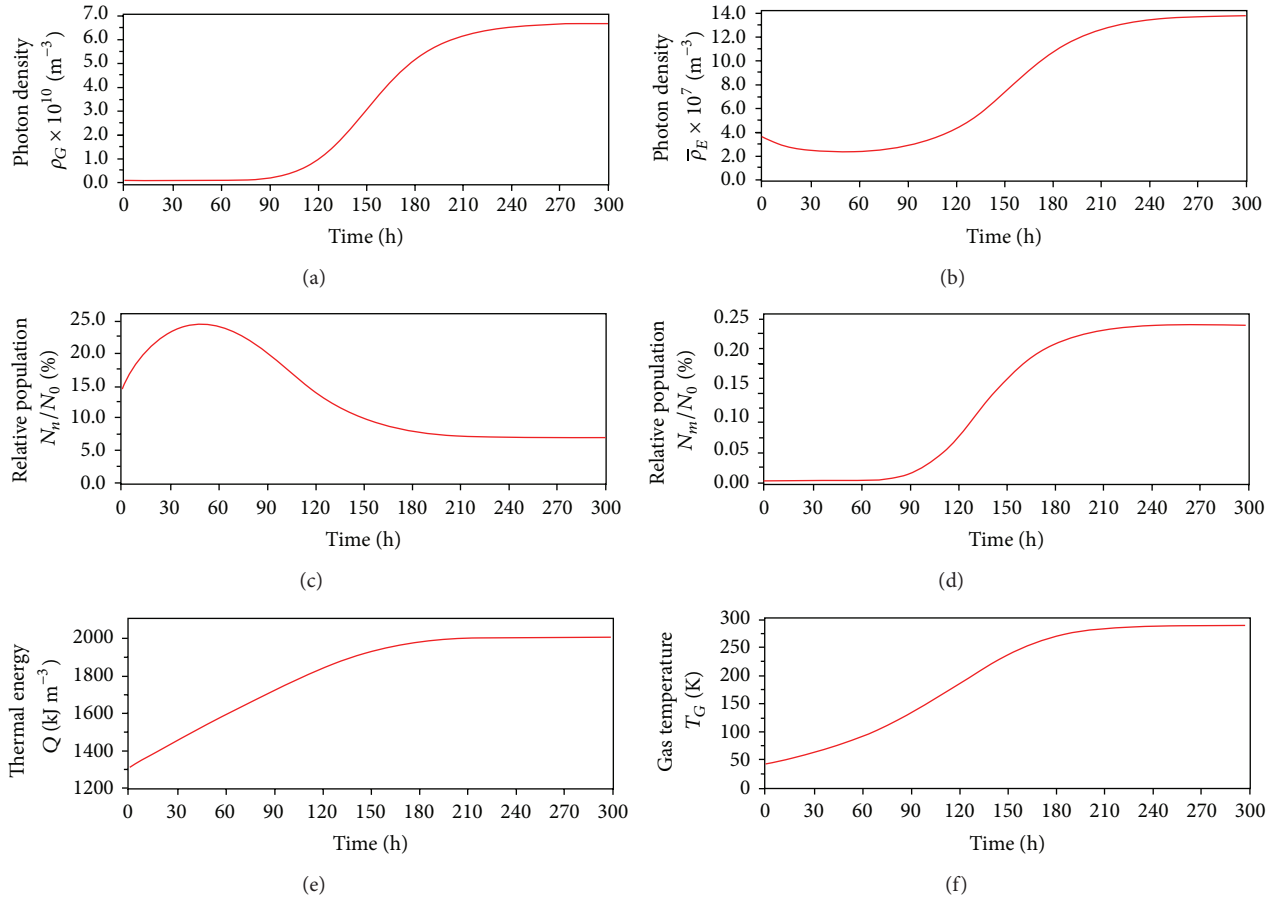 Photon density
ρ_G × 10^10 (m^−3)
7.0
6.0
5.0
4.0
3.0
2.0
1.0
0.0
0 30 60 90 120 150 180 210 240 270 300
Time (h)
(a)
Photon density
ρ̅_E × 10^7 (m^−3)
14.0
12.0
10.0
8.0
6.0
4.0
2.0
0.0
0 30 60 90 120 150 180 210 240 270 300
Time (h)
(b)
Relative population
N_n/N_0 (%)
25.0
20.0
15.0
10.0
5.0
0.0
0 30 60 90 120 150 180 210 240 270 300
Time (h)
(c)
Relative population
N_m/N_0 (%)
0.25
0.20
0.15
0.10
0.05
0.00
0 30 60 90 120 150 180 210 240 270 300
Time (h)
(d)
Thermal energy
Q (kJ m^−3)
2000
1800
1600
1400
1200
0 30 60 90 120 150 180 210 240 270 300
Time (h)
(e)
Gas temperature
T_G (K)
300
250
200
150
100
50
0
0 30 60 90 120 150 180 210 240 270 300
Time (h)
(f)